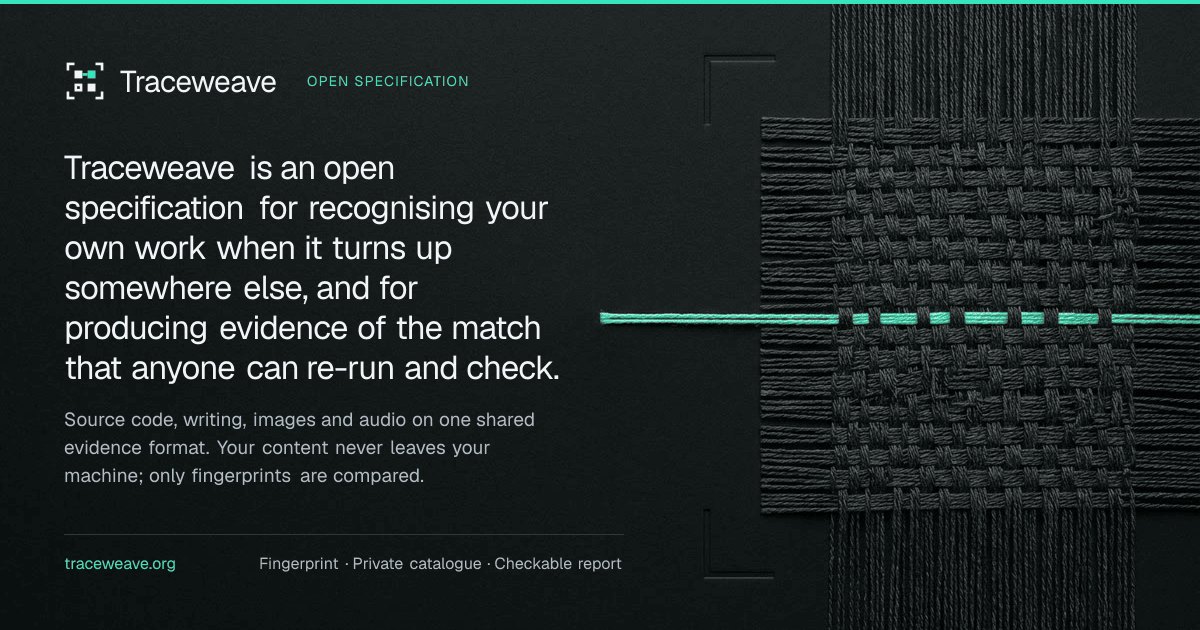 Traceweave
OPEN SPECIFICATION
Traceweave is an open
specification for recognising your
own work when it turns up
somewhere else, and for
producing evidence of the match
that anyone can re-run and check.
Source code, writing, images and audio on one shared
evidence format. Your content never leaves your
machine; only fingerprints are compared.
traceweave.org
Fingerprint · Private catalogue · Checkable report